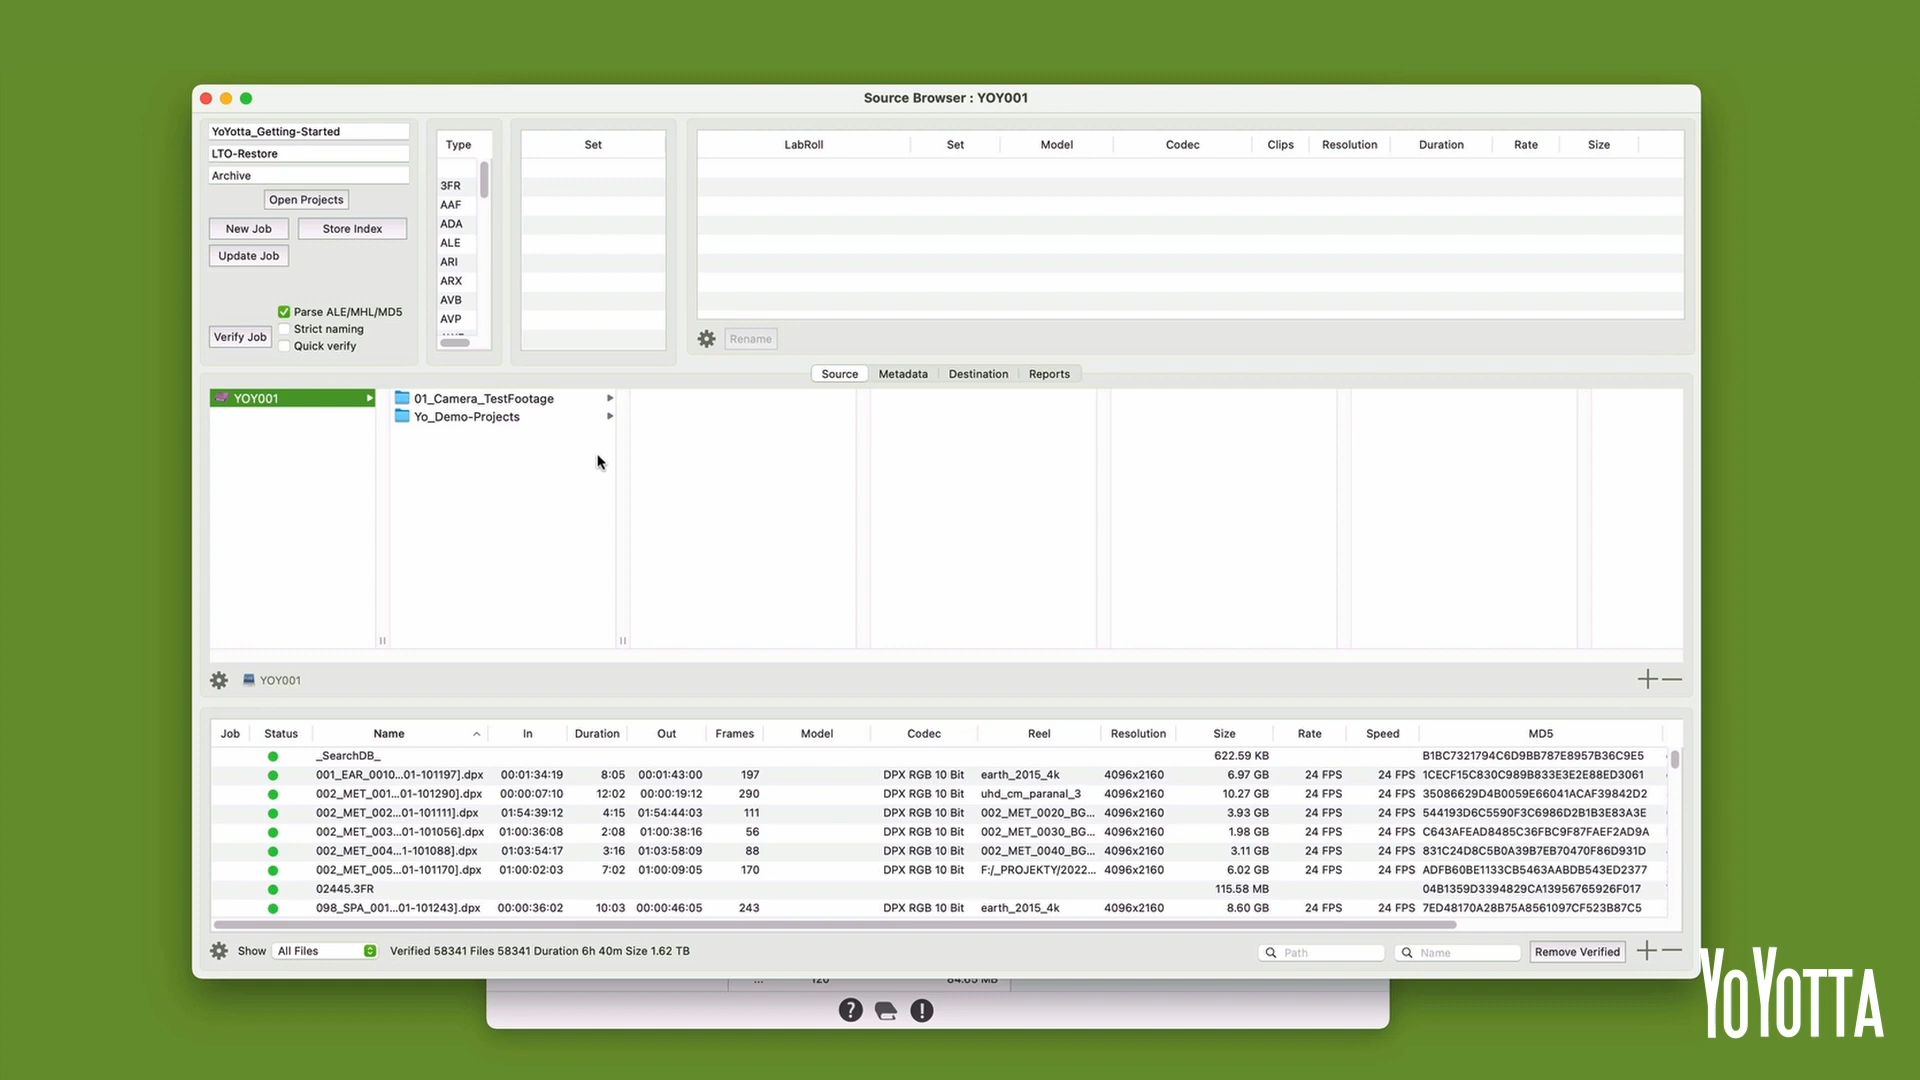 Source Browser : YOY001
YoYotta_Getting-Started
LTO-Restore
Archive
Open Projects
New Job Store Index
Update Job
Parse ALE/MHL/MD5
Strict naming
Verify Job
Quick verify
Type
3FR
AAF
ADA
ALE
ARI
ARX
AVB
AVP
Set
LabRoll Set Model Codec Clips Resolution Duration Rate Size
Rename
Source Metadata Destination Reports
YOY001
01_Camera_TestFootage
Yo_Demo-Projects
YOY001
Job Status Name In Duration Out Frames Model Codec Reel Resolution Size Rate Speed MD5
_SearchDB_ 622.59 KB B1BC7321794C6D9BB787E8957B36C9E5
001_EAR_0010...01-101197].dpx 00:01:34:19 8:05 00:01:43:00 197 DPX RGB 10 Bit earth_2015_4k 4096x2160 6.97 GB 24 FPS 24 FPS 1CECF15C830C989B833E3E2E88ED3061
002_MET_001...01-101290].dpx 00:00:07:10 12:02 00:00:19:12 290 DPX RGB 10 Bit uhd_cm_paranal_3 4096x2160 10.27 GB 24 FPS 24 FPS 35086629D4B0059E66041ACAF39842D2
002_MET_002...01-101111].dpx 01:54:39:12 4:15 01:54:44:03 111 DPX RGB 10 Bit 002_MET_0020_BG... 4096x2160 3.93 GB 24 FPS 24 FPS 544193D6C5590F3C6986D2B1B3E83A3E
002_MET_003...01-101056].dpx 01:00:36:08 2:08 01:00:38:16 56 DPX RGB 10 Bit 002_MET_0030_BG... 4096x2160 1.98 GB 24 FPS 24 FPS C643AFEAD8485C36FBC9F87FAEF2AD9A
002_MET_004...1-101088].dpx 01:03:54:17 3:16 01:03:58:09 88 DPX RGB 10 Bit 002_MET_0040_BG... 4096x2160 3.11 GB 24 FPS 24 FPS 831C24D8C5B0A39B7EB70470F86D931D
002_MET_005...01-101170].dpx 01:00:02:03 7:02 01:00:09:05 170 DPX RGB 10 Bit F:/_PROJEKTY/2022... 4096x2160 6.02 GB 24 FPS 24 FPS ADFB60BE1133CB5463AABDB543ED2377
02445.3FR 115.58 MB 04B1359D3394829CA13956765926F017
098_SPA_001...01-101243].dpx 00:00:36:02 10:03 00:00:46:05 243 DPX RGB 10 Bit earth_2015_4k 4096x2160 8.60 GB 24 FPS 24 FPS 7ED48170A28B75A8561097CF523B87C5
Show All Files Verified 58341 Files 58341 Duration 6h 40m Size 1.62 TB Path Name Remove Verified
... 120 84.65 MB
YOYOTTA